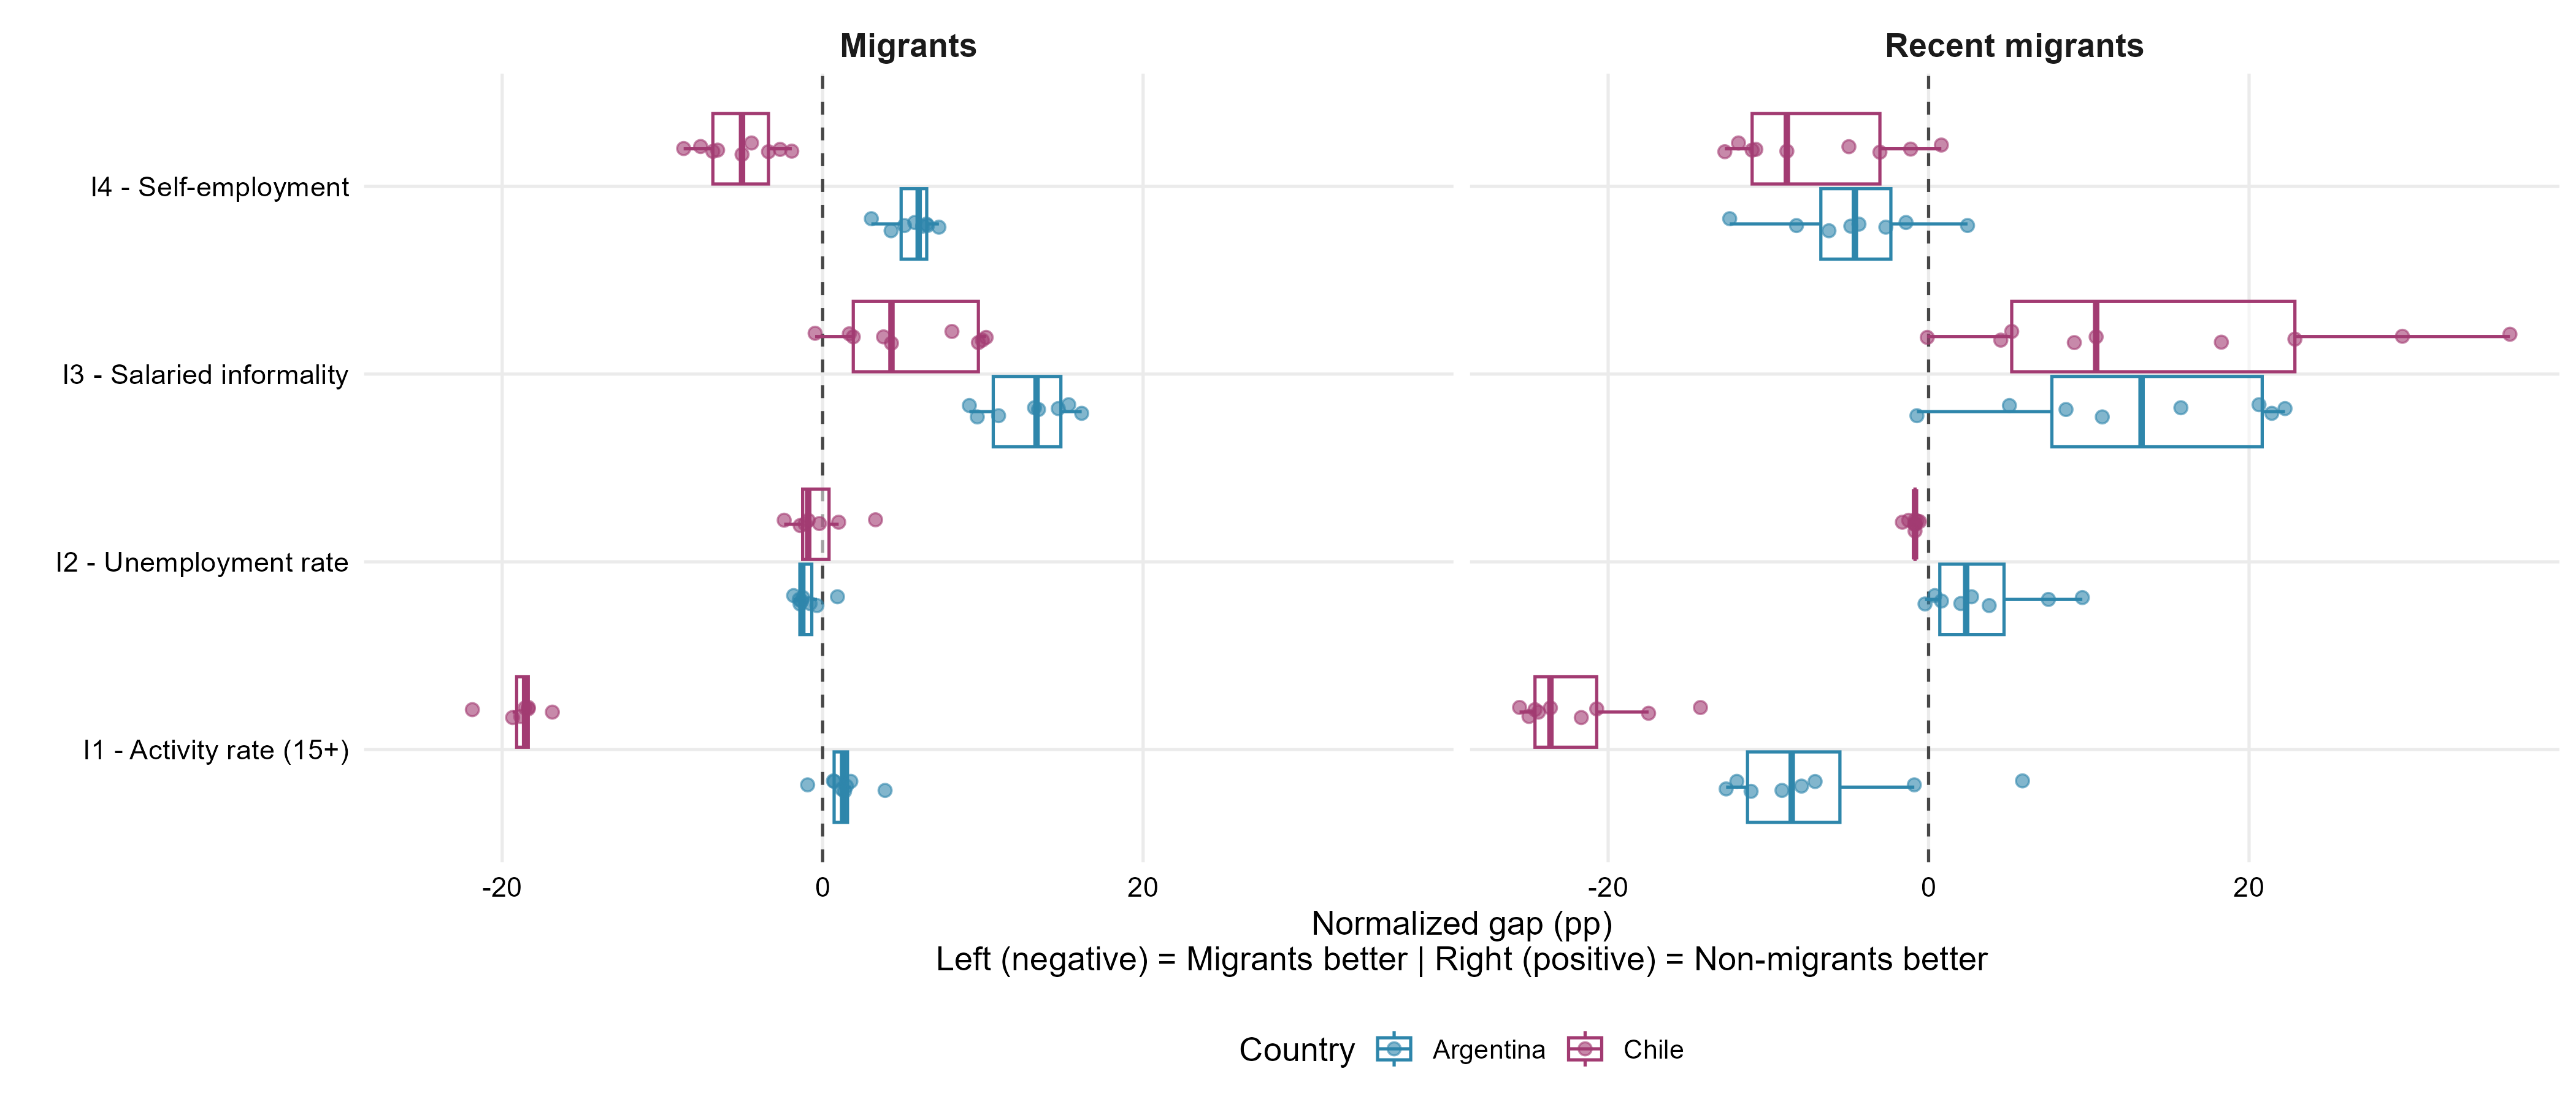 Migrants
Recent migrants
I4 - Self-employment
I3 - Salaried informality
I2 - Unemployment rate
I1 - Activity rate (15+)
-20 0 20
-20 0 20
Normalized gap (pp)
Left (negative) = Migrants better | Right (positive) = Non-migrants better
Country Argentina Chile